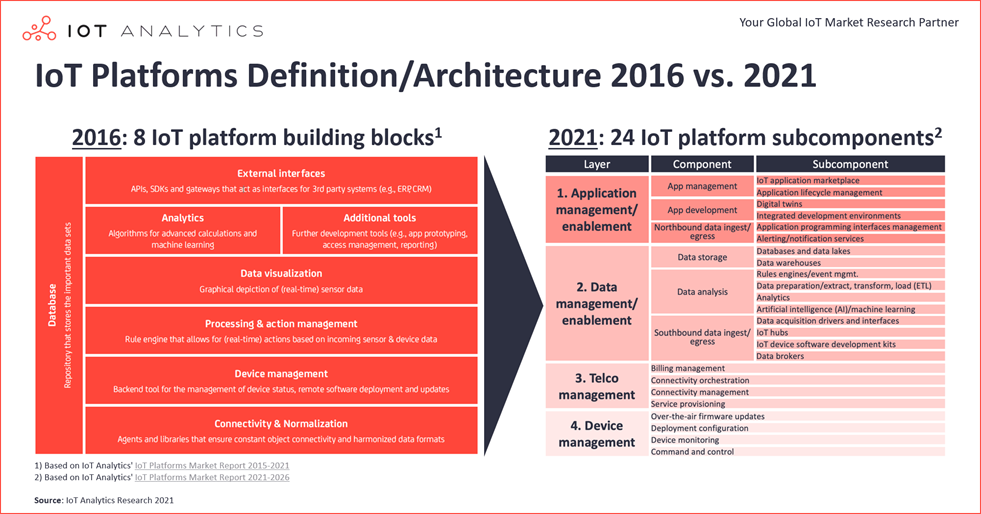 IOT ANALYTICS
Your Global IoT Market Research Partner
IoT Platforms Definition/Architecture 2016 vs. 2021
2016: 8 IoT platform building blocks1
Database
Repository that stores the important data sets
External interfaces
APIs, SDKs and gateways that act as interfaces for 3rd party systems (e.g., ERP,CRM)
Analytics
Algorithms for advanced calculations and
machine learning
Additional tools
Further development tools (e.g., app prototyping,
access management, reporting)
Data visualization
Graphical depiction of (real-time) sensor data
Processing & action management
Rule engine that allows for (real-time) actions based on incoming sensor & device data
Device management
Backend tool for the management of device status, remote software deployment and updates
Connectivity & Normalization
Agents and libraries that ensure constant object connectivity and harmonized data formats
2021: 24 IoT platform subcomponents2
Layer
Component
Subcomponent
1. Application
management/
enablement
App management
IoT application marketplace
Application lifecycle management
App development
Digital twins
Integrated development environments
Northbound data ingest/
egress
Application programming interfaces management
Alerting/notification services
2. Data
management/
enablement
Data storage
Databases and data lakes
Data warehouses
Data analysis
Rules engines/event mgmt.
Data preparation/extract, transform, load (ETL)
Analytics
Artificial intelligence (AI)/machine learning
Southbound data ingest/
egress
Data acquisition drivers and interfaces
IoT hubs
IoT device software development kits
Data brokers
3. Telco
management
Billing management
Connectivity orchestration
Connectivity management
Service provisioning
4. Device
management
Over-the-air firmware updates
Deployment configuration
Device monitoring
Command and control
1) Based on IoT Analytics' IoT Platforms Market Report 2015-2021
2) Based on IoT Analytics' IoT Platforms Market Report 2021-2026
Source: IoT Analytics Research 2021